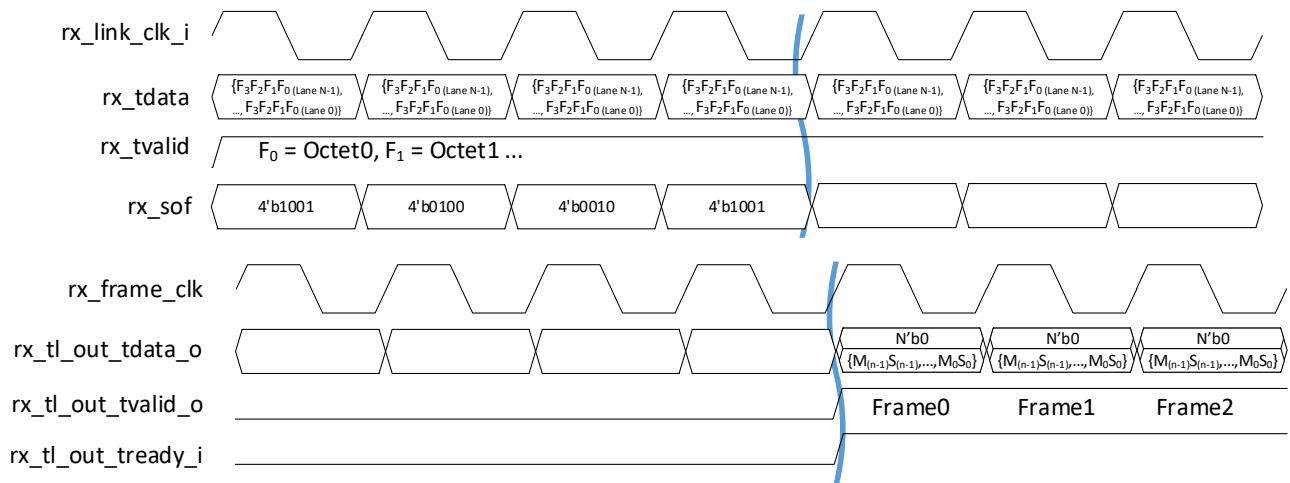 rx_link_clk_i
rx_tdata
{F₃F₂F₁F₀ (Lane N-1), {F₃F₂F₁F₀ (Lane N-1), {F₃F₂F₁F₀ (Lane N-1), {F₃F₂F₁F₀ (Lane N-1), {F₃F₂F₁F₀ (Lane N-1), {F₃F₂F₁F₀ (Lane N-1), {F₃F₂F₁F₀ (Lane N-1),
..., F₃F₂F₁F₀ (Lane 0)} ..., F₃F₂F₁F₀ (Lane 0)} ..., F₃F₂F₁F₀ (Lane 0)} ..., F₃F₂F₁F₀ (Lane 0)} ..., F₃F₂F₁F₀ (Lane 0)} ..., F₃F₂F₁F₀ (Lane 0)} ..., F₃F₂F₁F₀ (Lane 0)}
rx_tvalid
F₀ = Octet0, F₁ = Octet1 ...
rx_sof 4'b1001 4'b0100 4'b0010 4'b1001
rx_frame_clk
rx_tl_out_tdata_o
N'b0 N'b0 N'b0
{M₍ₙ₋₁₎S₍ₙ₋₁₎,...,M₀S₀} {M₍ₙ₋₁₎S₍ₙ₋₁₎,...,M₀S₀} {M₍ₙ₋₁₎S₍ₙ₋₁₎,...,M₀S₀}
rx_tl_out_tvalid_o Frame0 Frame1 Frame2
rx_tl_out_tready_i